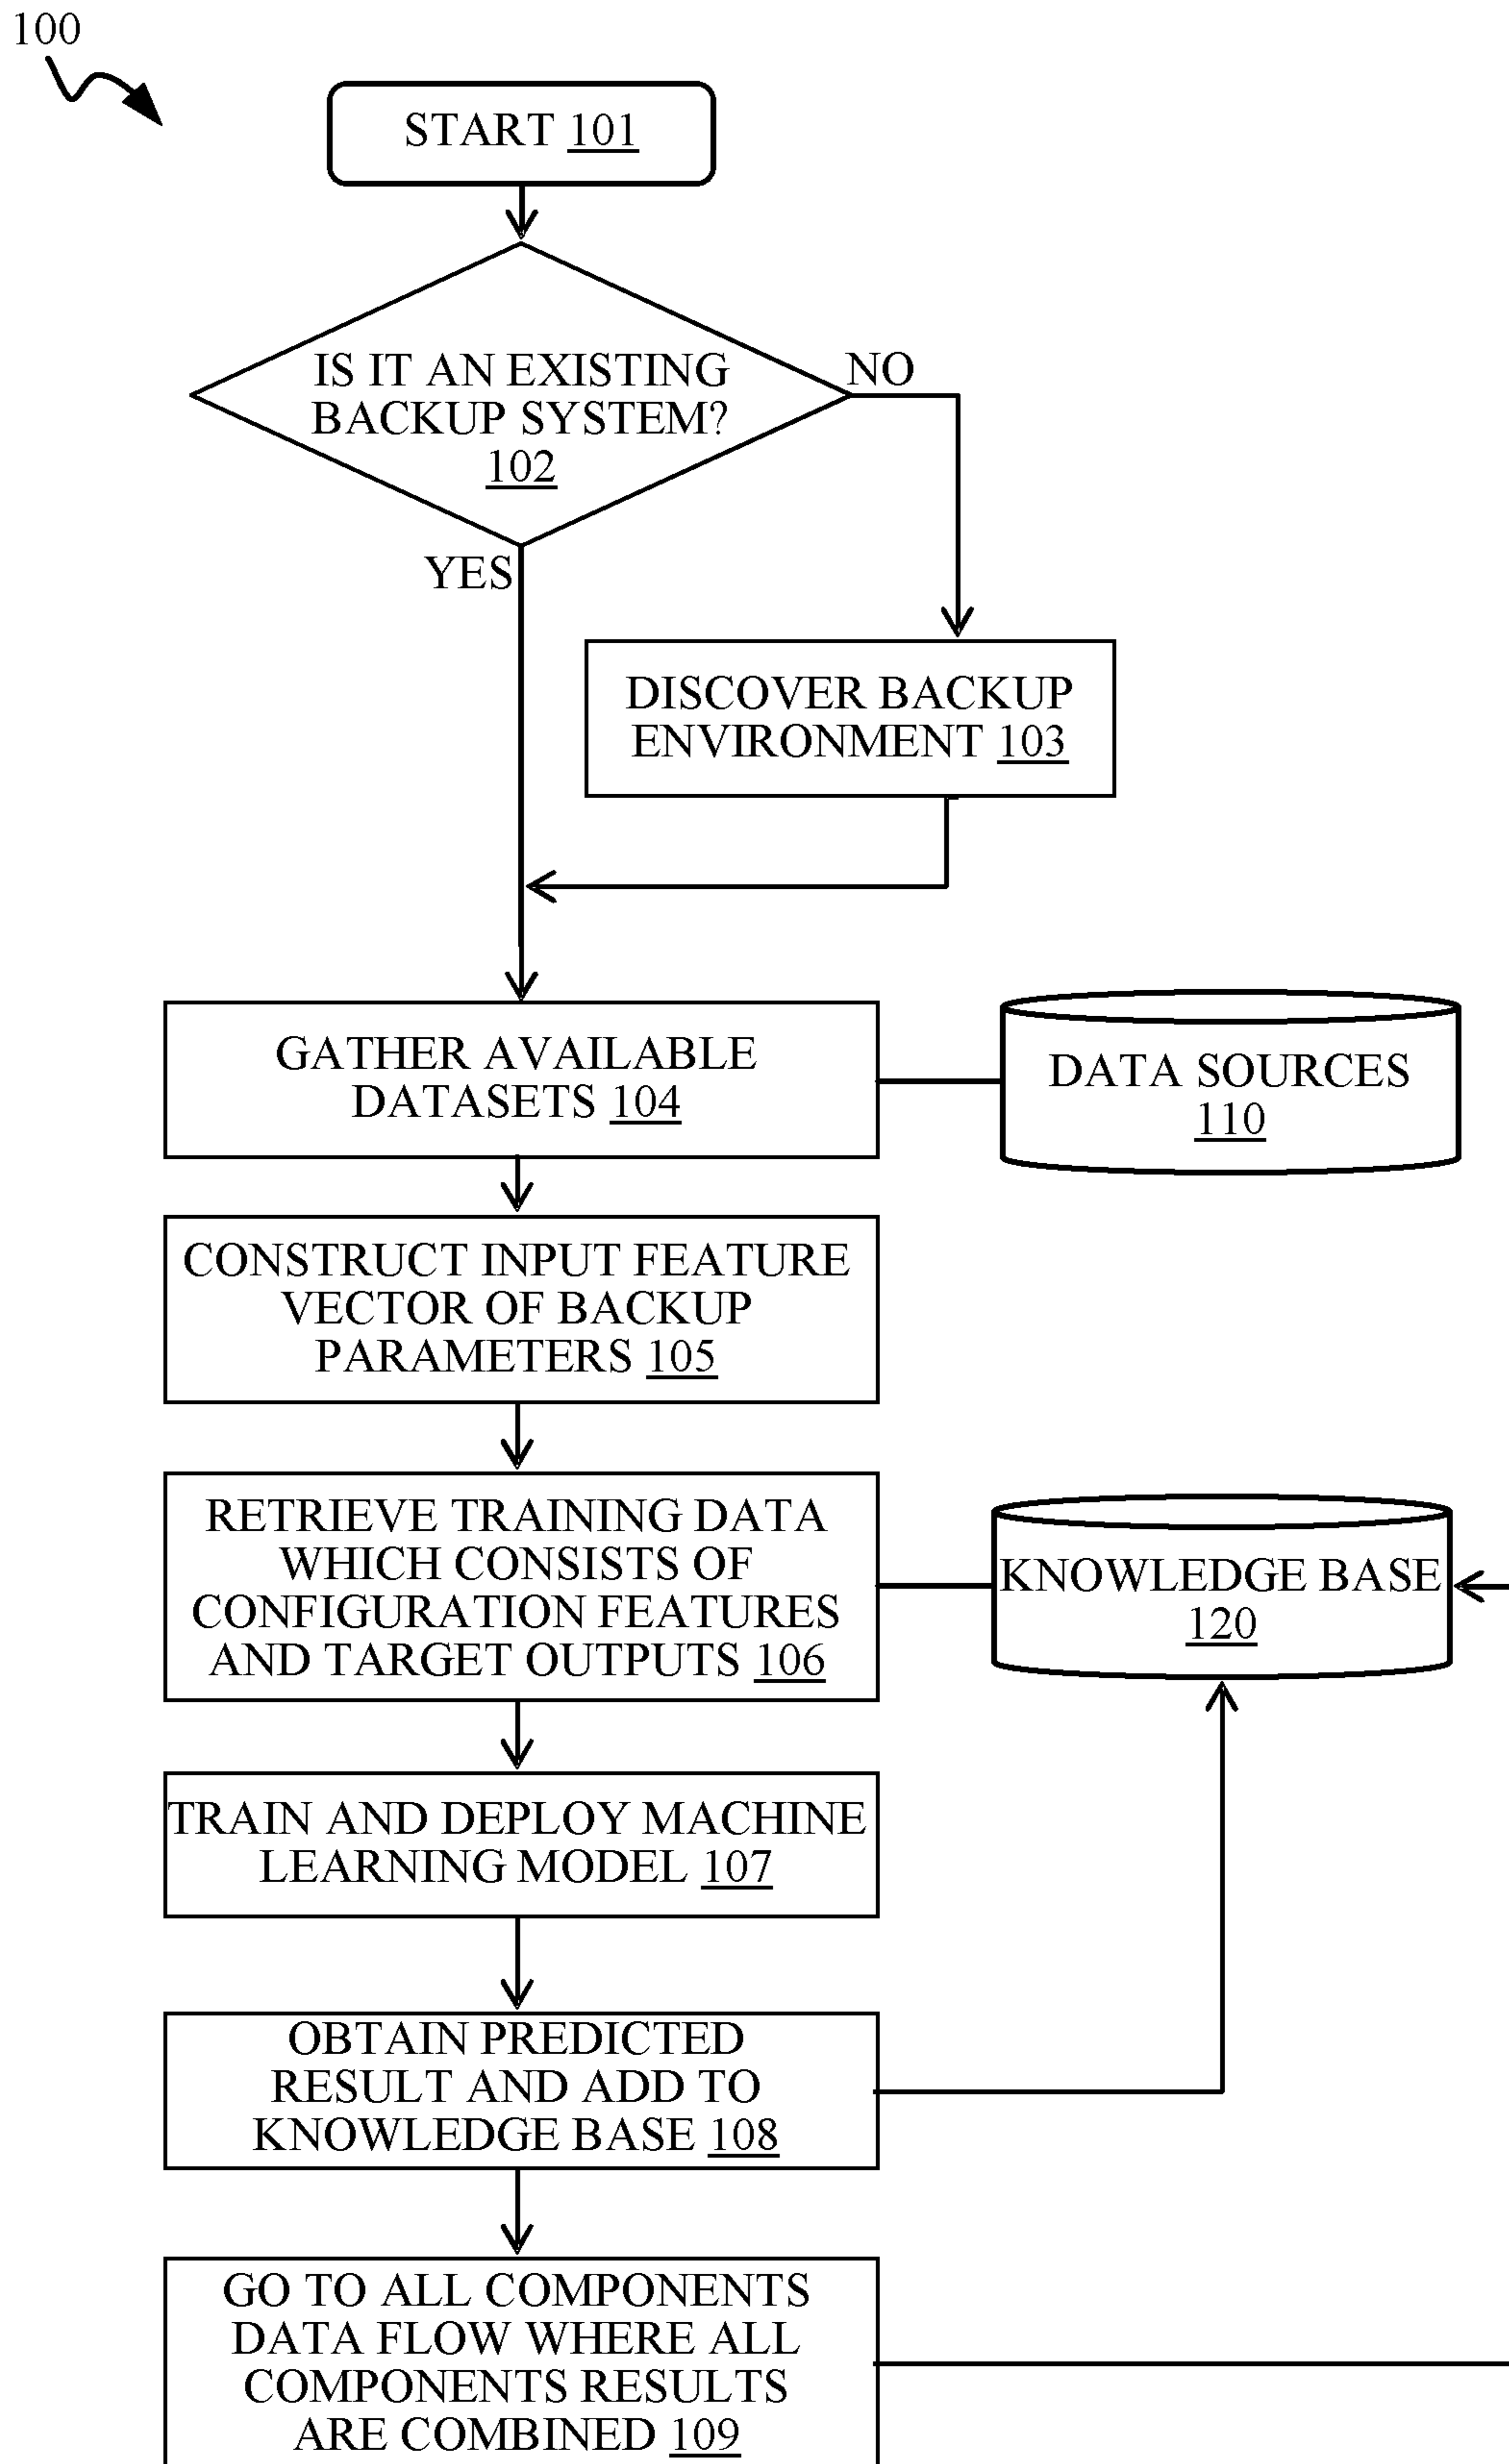 100
START 101
IS IT AN EXISTING
BACKUP SYSTEM?
102
NO
YES
DISCOVER BACKUP
ENVIRONMENT 103
GATHER AVAILABLE
DATASETS 104
DATA SOURCES
110
CONSTRUCT INPUT FEATURE
VECTOR OF BACKUP
PARAMETERS 105
RETRIEVE TRAINING DATA
WHICH CONSISTS OF
CONFIGURATION FEATURES
AND TARGET OUTPUTS 106
KNOWLEDGE BASE
120
TRAIN AND DEPLOY MACHINE
LEARNING MODEL 107
OBTAIN PREDICTED
RESULT AND ADD TO
KNOWLEDGE BASE 108
GO TO ALL COMPONENTS
DATA FLOW WHERE ALL
COMPONENTS RESULTS
ARE COMBINED 109